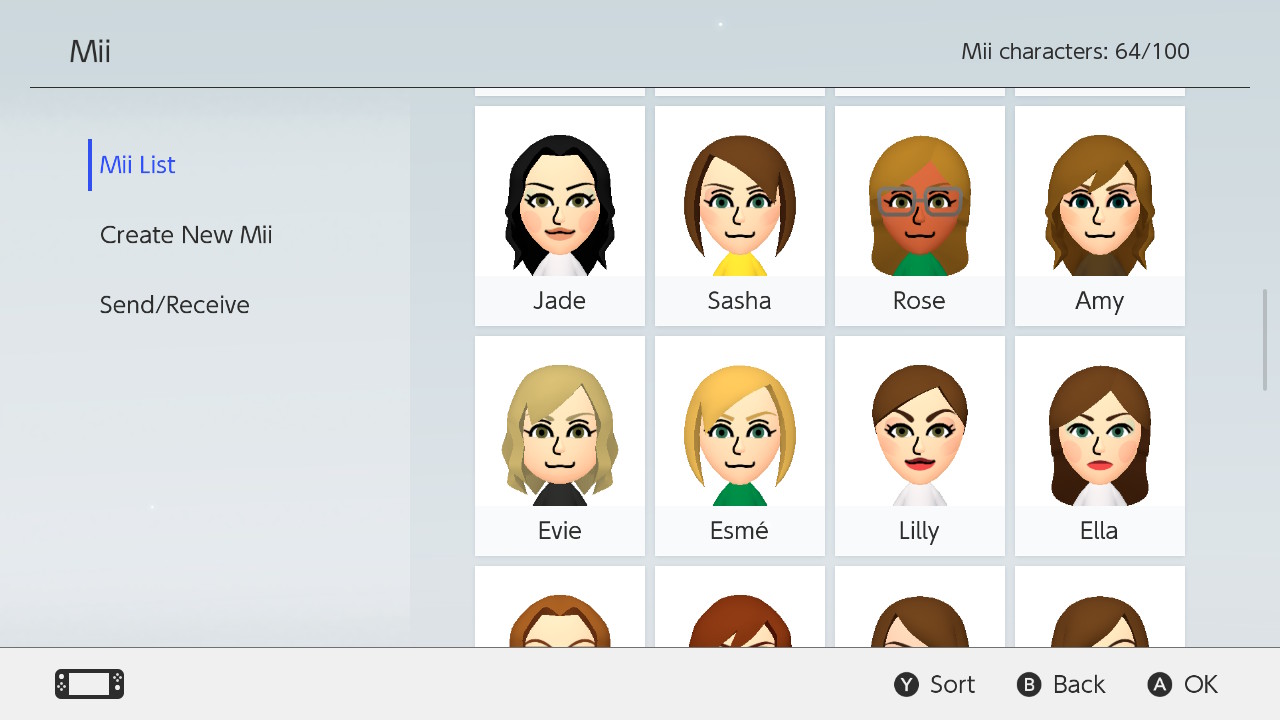 Mii
Mii characters: 64/100
Mii List
Create New Mii
Send/Receive
Jade
Sasha
Rose
Amy
Evie
Esmé
Lilly
Ella
Y Sort
B Back
A OK